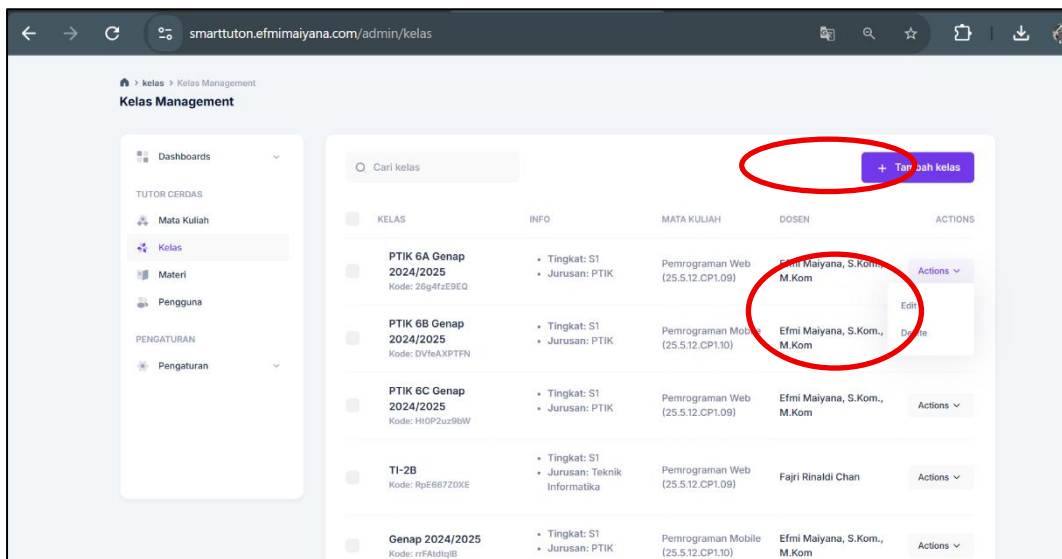 smarttuton.efmimaiyana.com/admin/kelas
kelas > Kelas Management
Kelas Management
Dashboards
TUTOR CERDAS
Mata Kuliah
Kelas
Materi
Pengguna
PENGATURAN
Pengaturan
Cari kelas
+ Tambah kelas
KELAS INFO MATA KULIAH DOSEN ACTIONS
PTIK 6A Genap
2024/2025
Kode: 26g4fzE9EQ
• Tingkat: S1
• Jurusan: PTIK
Pemrograman Web
(25.5.12.CP1.09)
Efmi Maiyana, S.Kom.,
M.Kom
Actions
Edit
Delete
PTIK 6B Genap
2024/2025
Kode: DVfeAXPTFN
• Tingkat: S1
• Jurusan: PTIK
Pemrograman Mobile
(25.5.12.CP1.10)
Efmi Maiyana, S.Kom.,
M.Kom
PTIK 6C Genap
2024/2025
Kode: Ht0P2uz9bW
• Tingkat: S1
• Jurusan: PTIK
Pemrograman Web
(25.5.12.CP1.09)
Efmi Maiyana, S.Kom.,
M.Kom
Actions
TI-2B
Kode: RpE667Z0XE
• Tingkat: S1
• Jurusan: Teknik
Informatika
Pemrograman Web
(25.5.12.CP1.09)
Fajri Rinaldi Chan
Actions
Genap 2024/2025
Kode: rrFAtdtqlB
• Tingkat: S1
• Jurusan: PTIK
Pemrograman Mobile
(25.5.12.CP1.10)
Efmi Maiyana, S.Kom.,
M.Kom
Actions